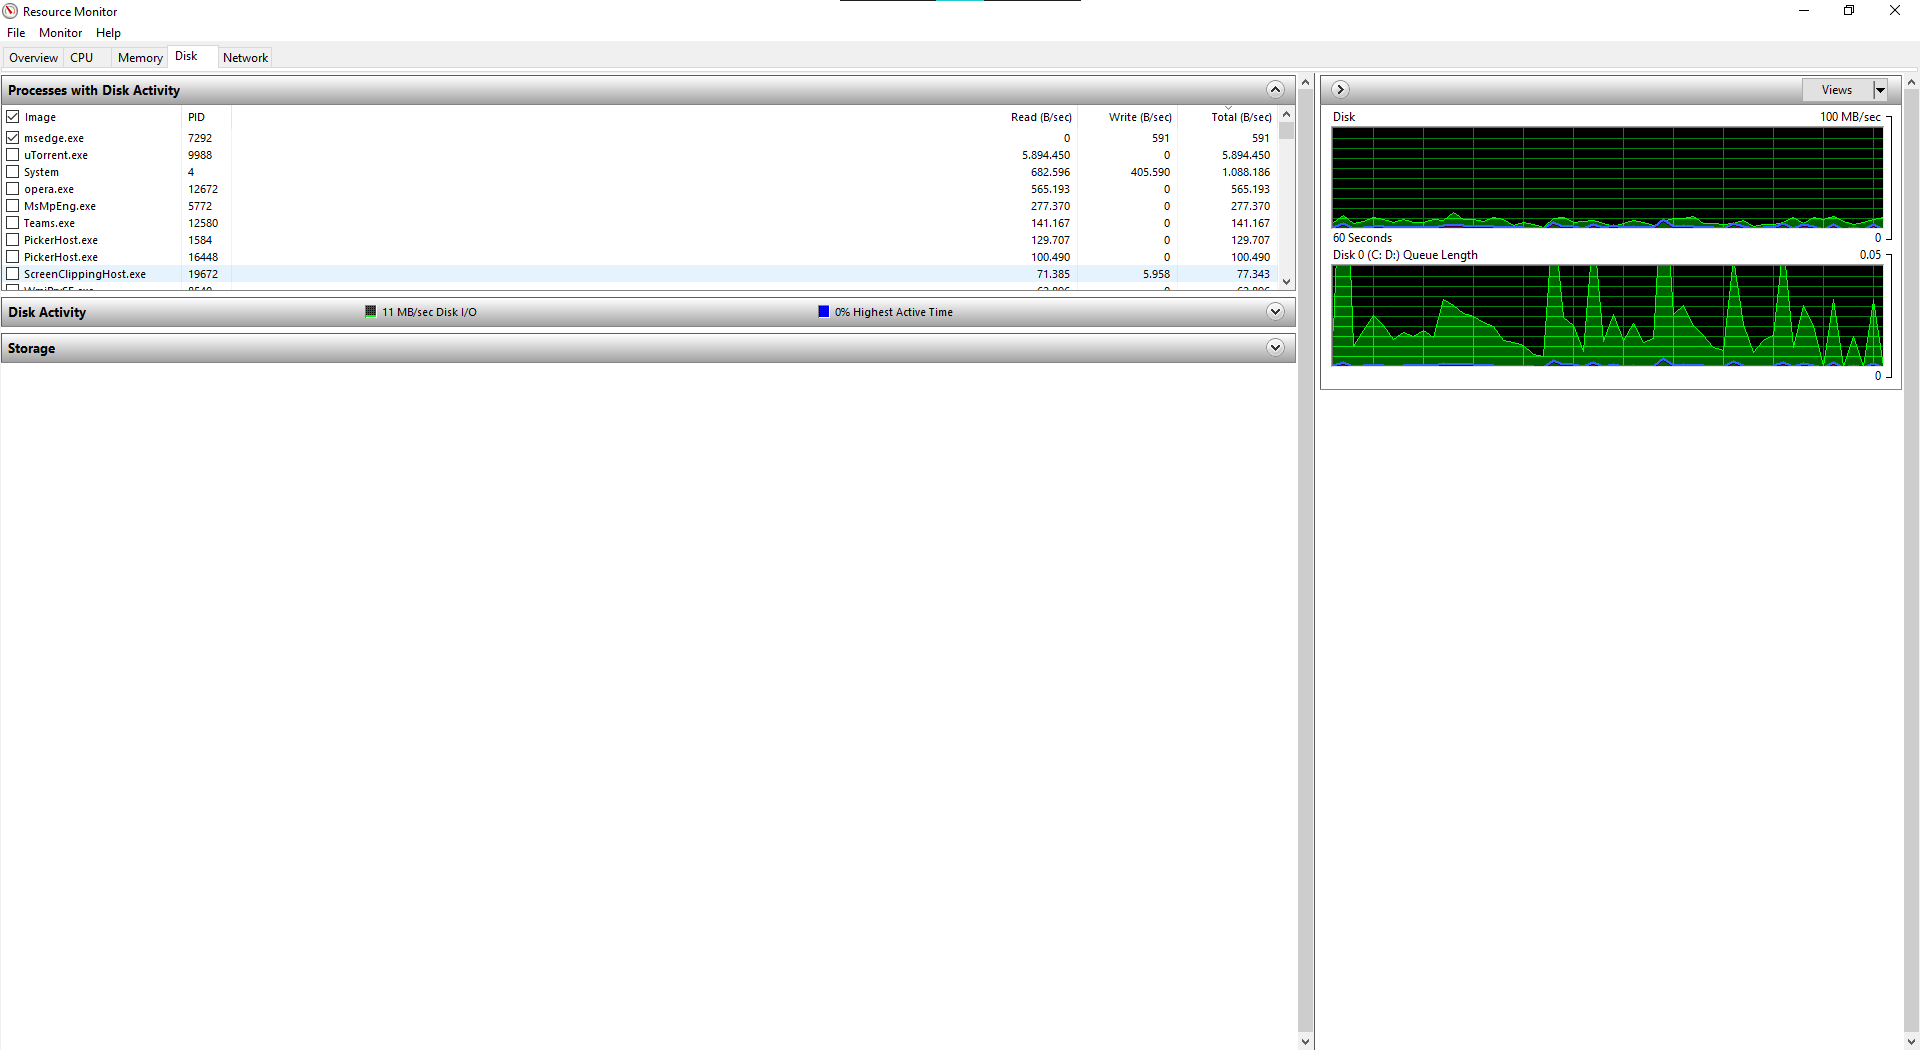 Resource Monitor
File Monitor Help
Overview CPU Memory Disk Network
Processes with Disk Activity
Image PID Read (B/sec) Write (B/sec) Total (B/sec)
msedge.exe 7292 0 591 591
uTorrent.exe 9988 5.894.450 0 5.894.450
System 4 682.596 405.590 1.088.186
opera.exe 12672 565.193 0 565.193
MsMpEng.exe 5772 277.370 0 277.370
Teams.exe 12580 141.167 0 141.167
PickerHost.exe 1584 129.707 0 129.707
PickerHost.exe 16448 100.490 0 100.490
ScreenClippingHost.exe 19672 71.385 5.958 77.343
Disk Activity 11 MB/sec Disk I/O 0% Highest Active Time
Storage
Views
Disk 100 MB/sec
60 Seconds 0
Disk 0 (C: D:) Queue Length 0.05
0